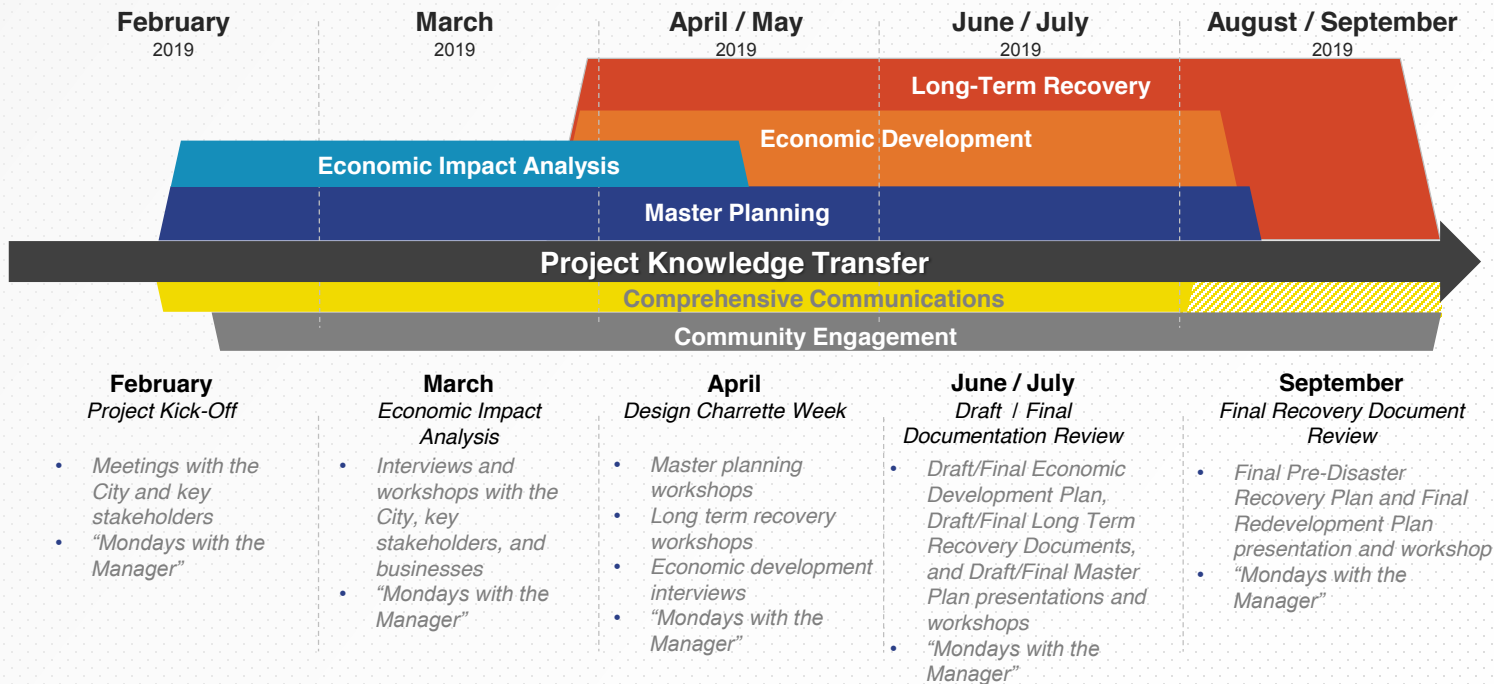 February
2019
March
2019
April / May
2019
June / July
2019
August / September
2019
Long-Term Recovery
Economic Development
Economic Impact Analysis
Master Planning
Project Knowledge Transfer
Comprehensive Communications
Community Engagement
February
Project Kick-Off
• Meetings with the
City and key
stakeholders
• “Mondays with the
Manager”
March
Economic Impact
Analysis
• Interviews and
workshops with the
City, key
stakeholders, and
businesses
• “Mondays with the
Manager”
April
Design Charrette Week
• Master planning
workshops
• Long term recovery
workshops
• Economic development
interviews
• “Mondays with the
Manager”
June / July
Draft / Final
Documentation Review
• Draft/Final Economic
Development Plan,
Draft/Final Long Term
Recovery Documents,
and Draft/Final Master
Plan presentations and
workshops
• “Mondays with the
Manager”
September
Final Recovery Document
Review
• Final Pre-Disaster
Recovery Plan and Final
Redevelopment Plan
presentation and workshop
• “Mondays with the
Manager”